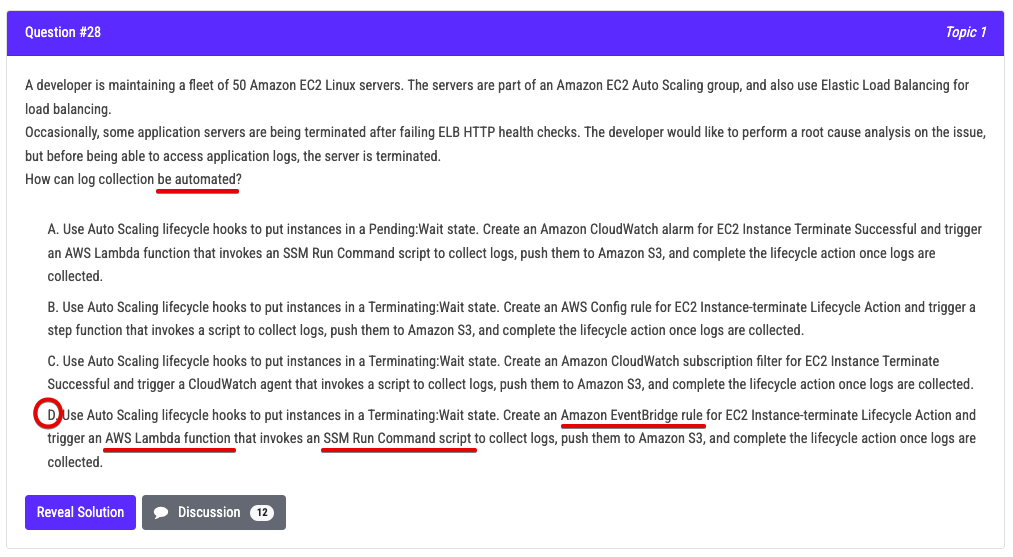 Question #28
Topic 1
A developer is maintaining a fleet of 50 Amazon EC2 Linux servers. The servers are part of an Amazon EC2 Auto Scaling group, and also use Elastic Load Balancing for
load balancing.
Occasionally, some application servers are being terminated after failing ELB HTTP health checks. The developer would like to perform a root cause analysis on the issue,
but before being able to access application logs, the server is terminated.
How can log collection be automated?
A. Use Auto Scaling lifecycle hooks to put instances in a Pending:Wait state. Create an Amazon CloudWatch alarm for EC2 Instance Terminate Successful and trigger
an AWS Lambda function that invokes an SSM Run Command script to collect logs, push them to Amazon S3, and complete the lifecycle action once logs are
collected.
B. Use Auto Scaling lifecycle hooks to put instances in a Terminating:Wait state. Create an AWS Config rule for EC2 Instance-terminate Lifecycle Action and trigger a
step function that invokes a script to collect logs, push them to Amazon S3, and complete the lifecycle action once logs are collected.
C. Use Auto Scaling lifecycle hooks to put instances in a Terminating:Wait state. Create an Amazon CloudWatch subscription filter for EC2 Instance Terminate
Successful and trigger a CloudWatch agent that invokes a script to collect logs, push them to Amazon S3, and complete the lifecycle action once logs are collected.
D. Use Auto Scaling lifecycle hooks to put instances in a Terminating:Wait state. Create an Amazon EventBridge rule for EC2 Instance-terminate Lifecycle Action and
trigger an AWS Lambda function that invokes an SSM Run Command script to collect logs, push them to Amazon S3, and complete the lifecycle action once logs are
collected.
Reveal Solution
Discussion 12